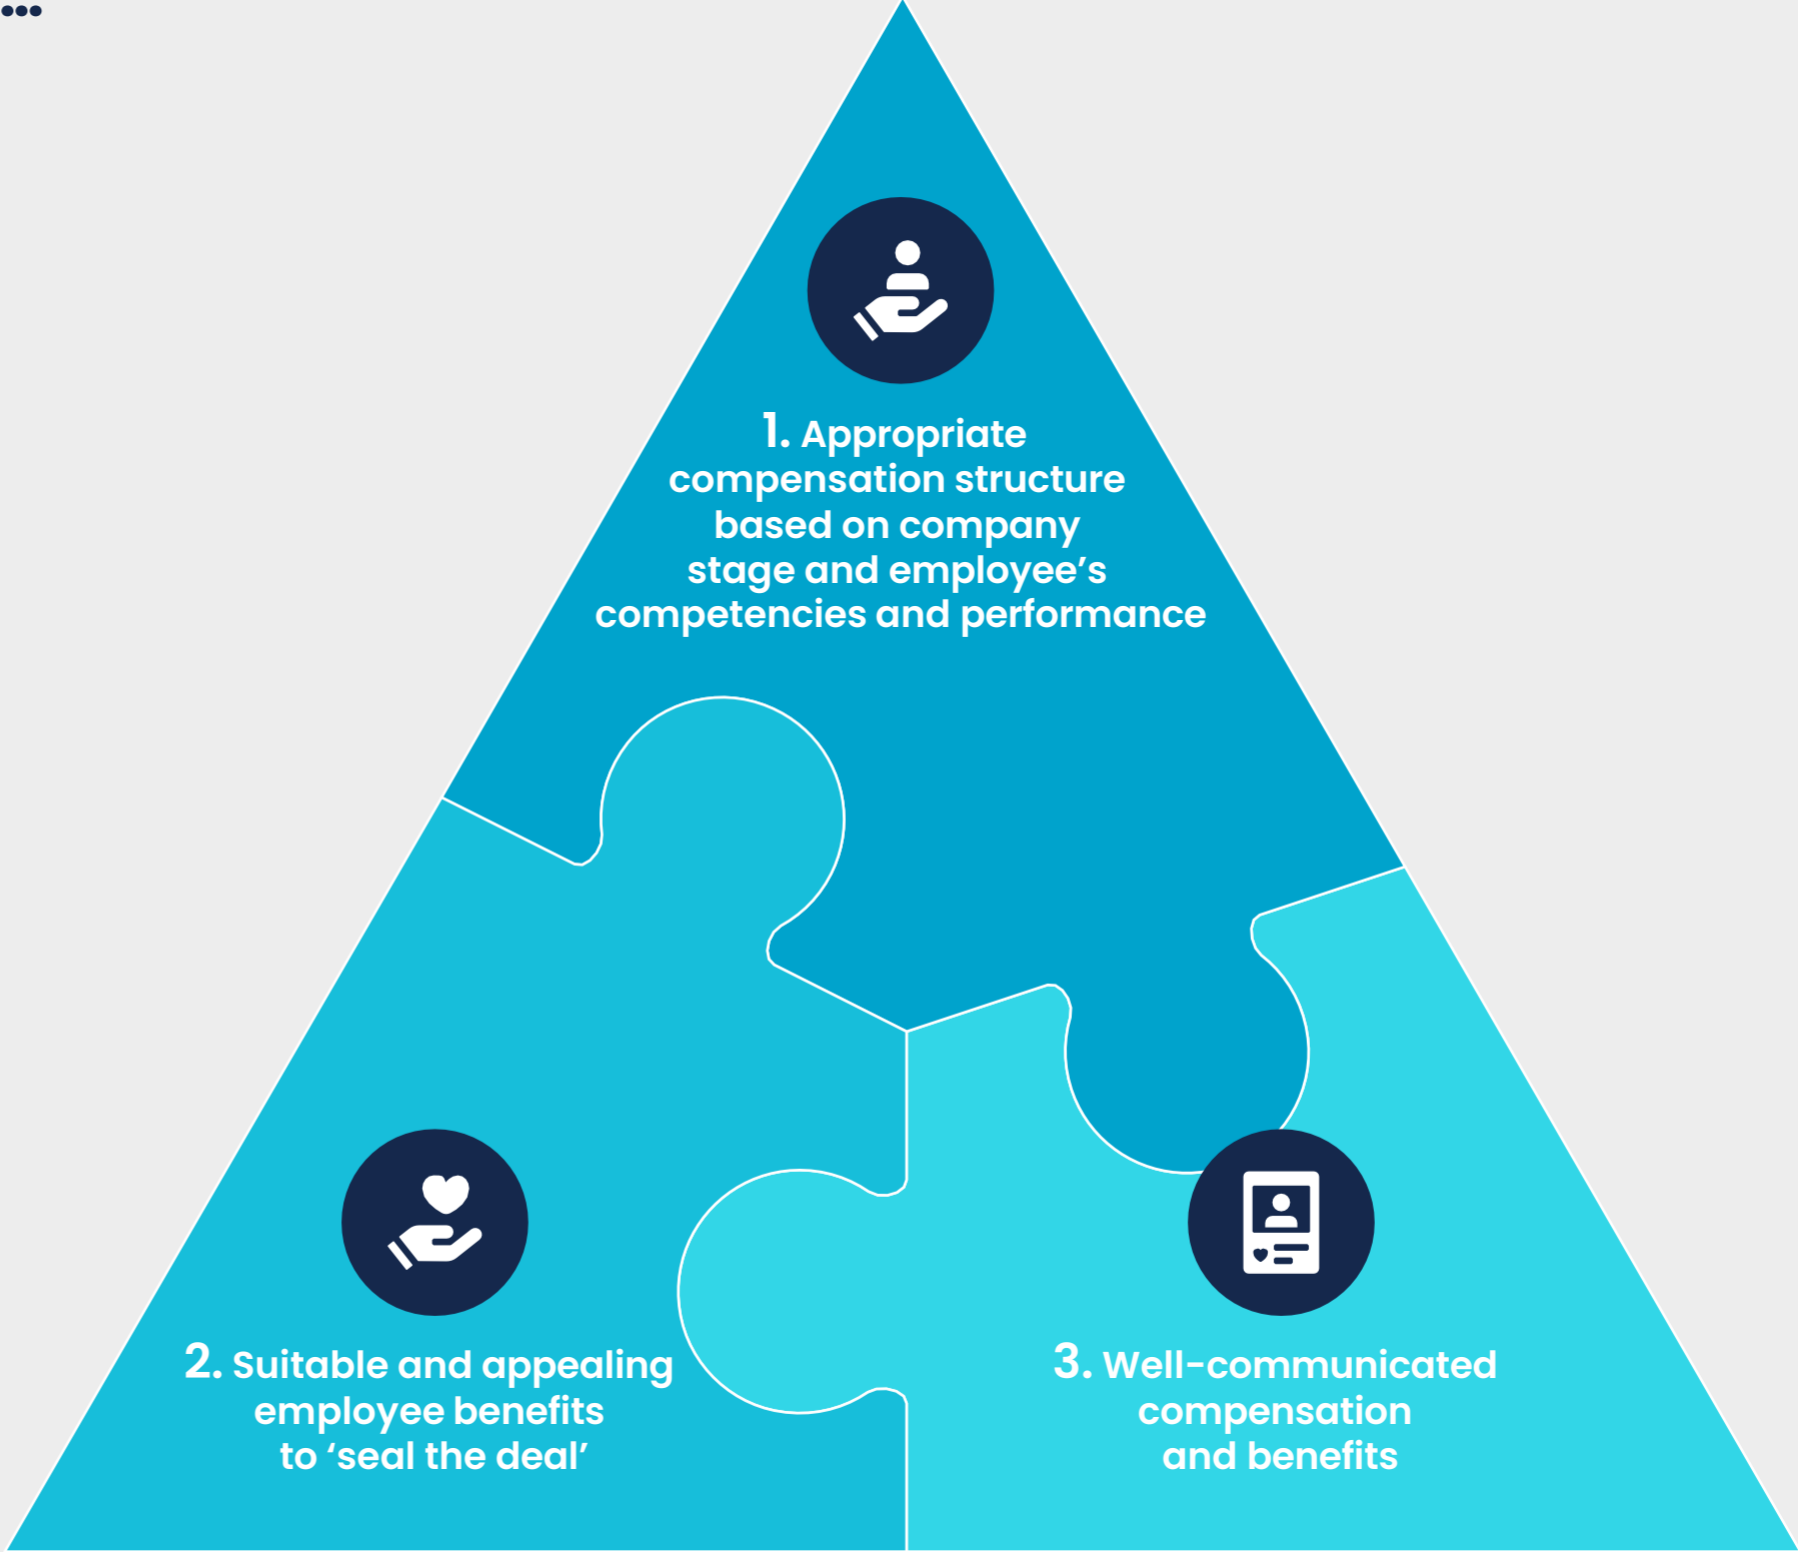 1. Appropriate
compensation structure
based on company
stage and employee’s
competencies and performance
2. Suitable and appealing
employee benefits
to ‘seal the deal’
3. Well-communicated
compensation
and benefits